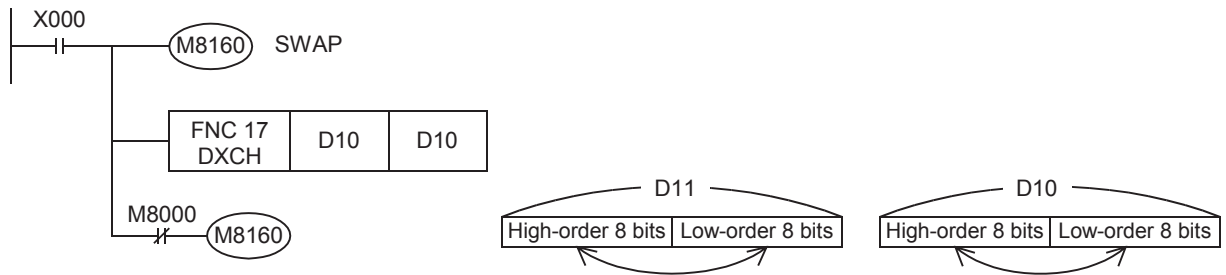 X000
M8160 SWAP
FNC 17
DXCH D10 D10
M8000
M8160
D11 D10
High-order 8 bits Low-order 8 bits High-order 8 bits Low-order 8 bits